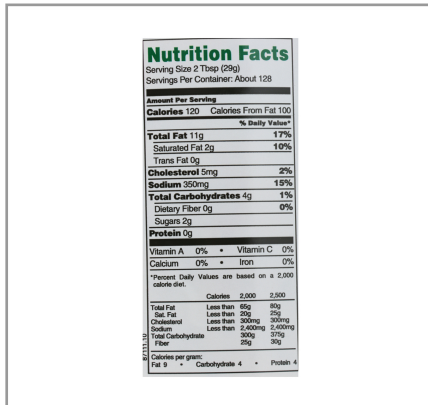 Nutrition Facts
Serving Size 2 Tbsp (29g)
Servings Per Container: About 128
Amount Per Serving
Calories 120 Calories From Fat 100
% Daily Value*
Total Fat 11g 17%
Saturated Fat 2g 10%
Trans Fat 0g
Cholesterol 5mg 2%
Sodium 350mg 15%
Total Carbohydrates 4g 1%
Dietary Fiber 0g 0%
Sugars 2g
Protein 0g
Vitamin A 0% • Vitamin C 0%
Calcium 0% • Iron 0%
*Percent Daily Values are based on a 2,000
calorie diet.
Calories 2,000 2,500
Total Fat Less than 65g 80g
Sat. Fat Less than 20g 25g
Cholesterol Less than 300mg 300mg
Sodium Less than 2,400mg 2,400mg
Total Carbohydrate 300g 375g
Fiber 25g 30g
Calories per gram:
Fat 9 • Carbohydrate 4 • Protein 4